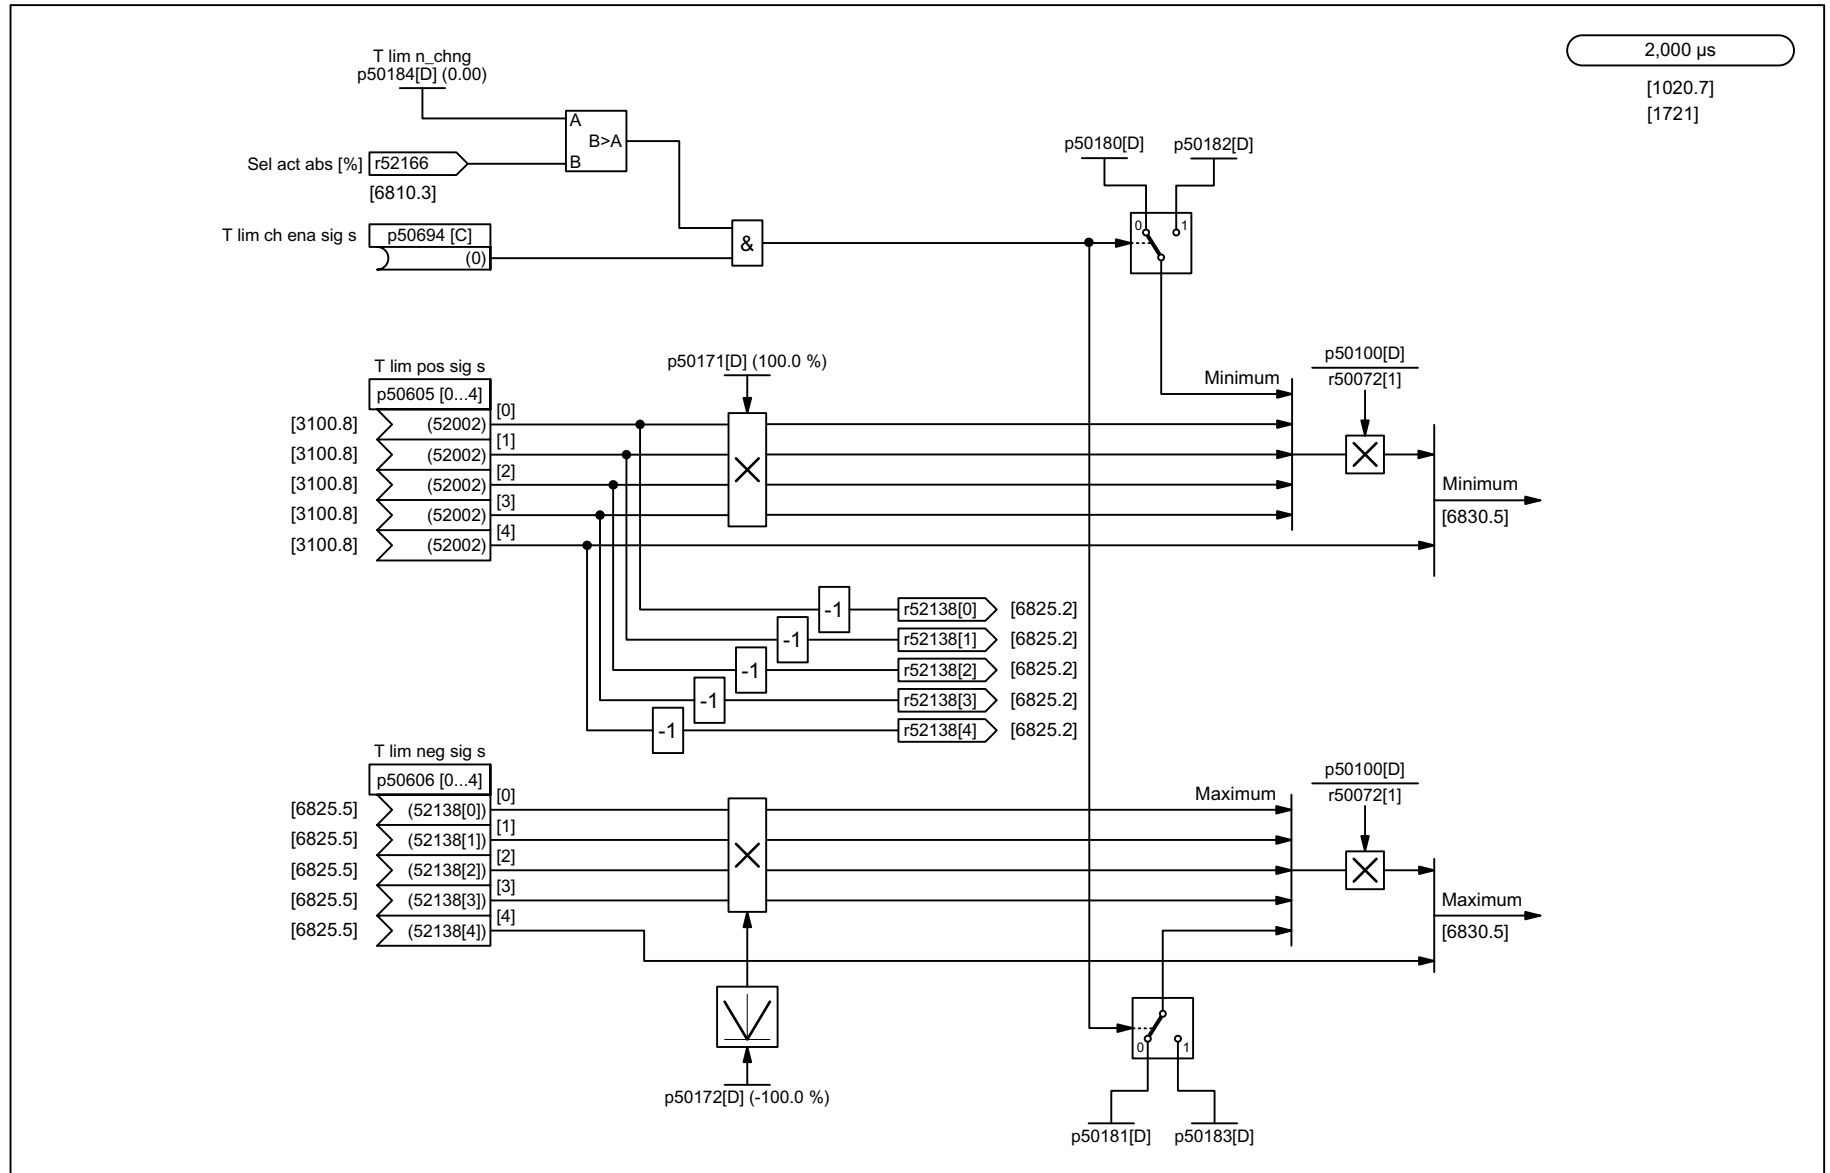 T lim n_chng
p50184[D] (0.00)
2,000 µs
[1020.7]
[1721]
A
B>A
B
Sel act abs [%]
r52166
[6810.3]
p50180[D]
p50182[D]
T lim ch ena sig s
p50694 [C]
(0)
&
0
1
T lim pos sig s
p50605 [0...4]
p50171[D] (100.0 %)
Minimum
p50100[D]
r50072[1]
[3100.8] (52002) [0]
[3100.8] (52002) [1]
[3100.8] (52002) [2]
[3100.8] (52002) [3]
[3100.8] (52002) [4]
Minimum
[6830.5]
-1 r52138[0] [6825.2]
-1 r52138[1] [6825.2]
-1 r52138[2] [6825.2]
-1 r52138[3] [6825.2]
-1 r52138[4] [6825.2]
T lim neg sig s
p50606 [0...4]
Maximum
p50100[D]
r50072[1]
[6825.5] (52138[0]) [0]
[6825.5] (52138[1]) [1]
[6825.5] (52138[2]) [2]
[6825.5] (52138[3]) [3]
[6825.5] (52138[4]) [4]
Maximum
[6830.5]
0
1
p50172[D] (-100.0 %)
p50181[D]
p50183[D]